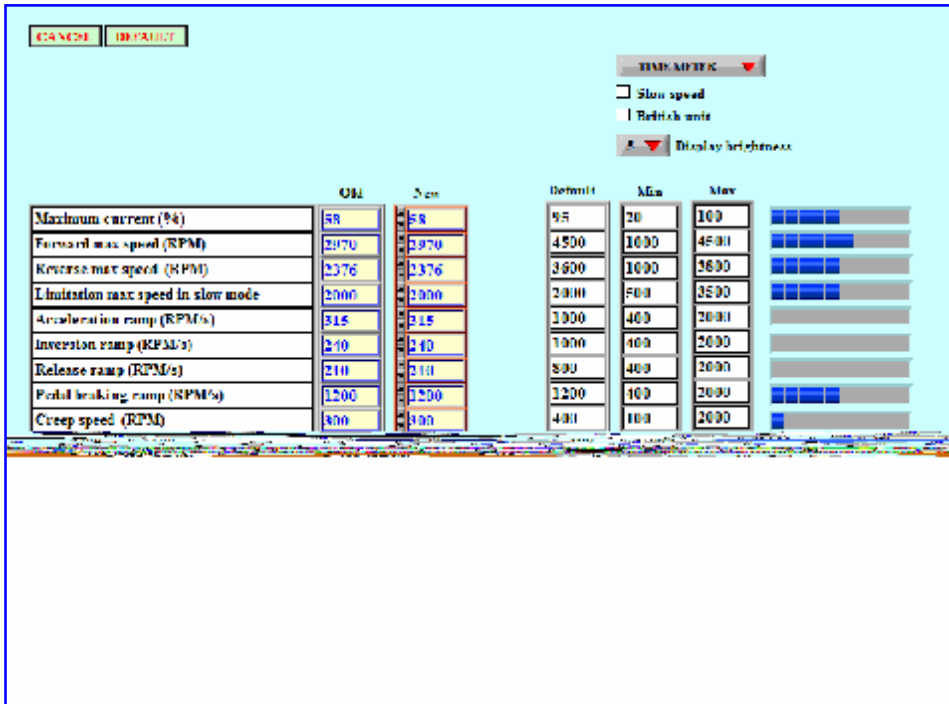 CANCEL DEFAULT
TIME METER
Slow speed
British unit
Display brightness
Old New Default Min Max
Maximum current (%) 58 58 95 20 100
Forward max speed (RPM) 2970 2970 4500 1000 4500
Reverse max speed (RPM) 2376 2376 3600 1000 3800
Limitation max speed in slow mode 2000 2000 2000 500 3500
Acceleration ramp (RPM/s) 315 315 1000 400 2000
Inversion ramp (RPM/s) 240 240 1000 400 2000
Release ramp (RPM/s) 240 240 800 400 2000
Pedal braking ramp (RPM/s) 1200 1200 1200 400 2000
Creep speed (RPM) 300 300 400 100 2000